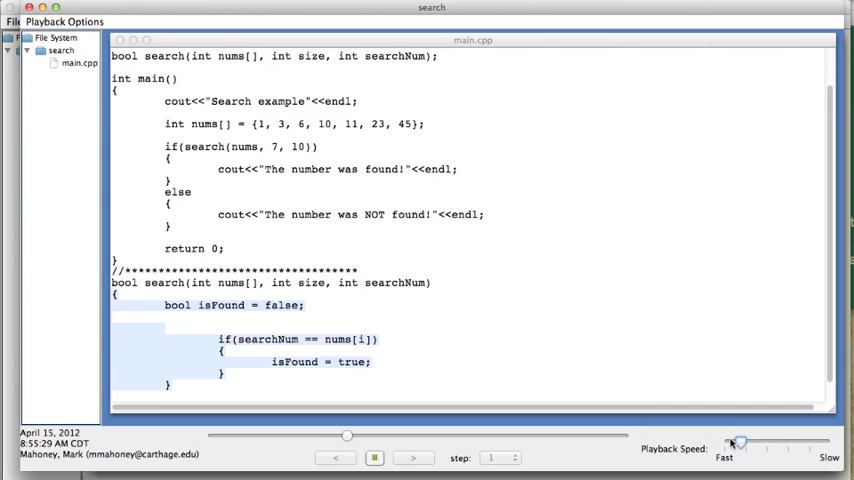 search
File
Playback Options
File System
search
main.cpp
main.cpp
bool search(int nums[], int size, int searchNum);
int main()
{
cout<<"Search example"<<endl;
int nums[] = {1, 3, 6, 10, 11, 23, 45};
if(search(nums, 7, 10))
{
cout<<"The number was found!"<<endl;
}
else
{
cout<<"The number was NOT found!"<<endl;
}
return 0;
}
//***********************************
bool search(int nums[], int size, int searchNum)
{
bool isFound = false;
if(searchNum == nums[i])
{
isFound = true;
}
}
April 15, 2012
8:55:29 AM CDT
Mahoney, Mark (mmahoney@carthage.edu)
<
>
step:
1
Playback Speed:
Fast
Slow